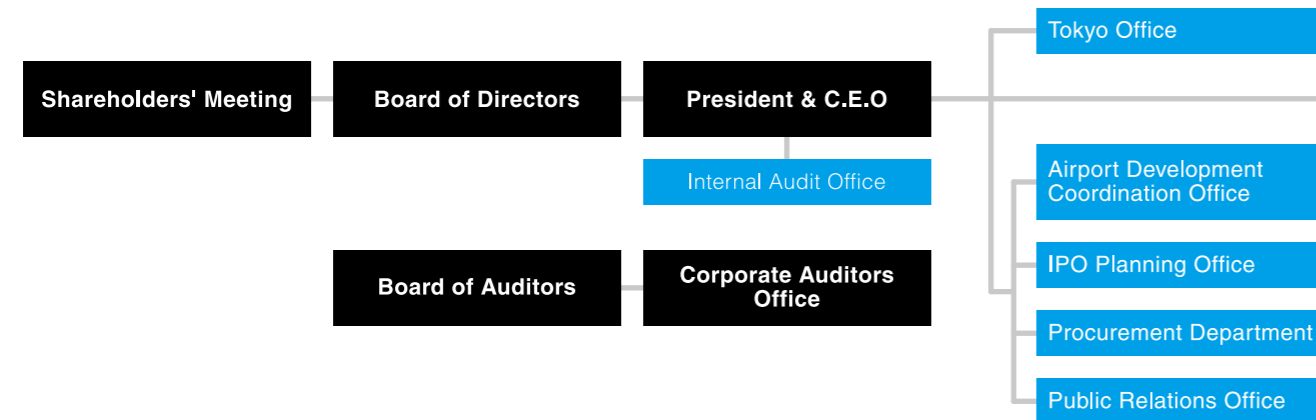 Tokyo Office
Shareholders' Meeting
Board of Directors
President & C.E.O
Internal Audit Office
Airport Development
Coordination Office
Board of Auditors
Corporate Auditors
Office
IPO Planning Office
Procurement Department
Public Relations Office